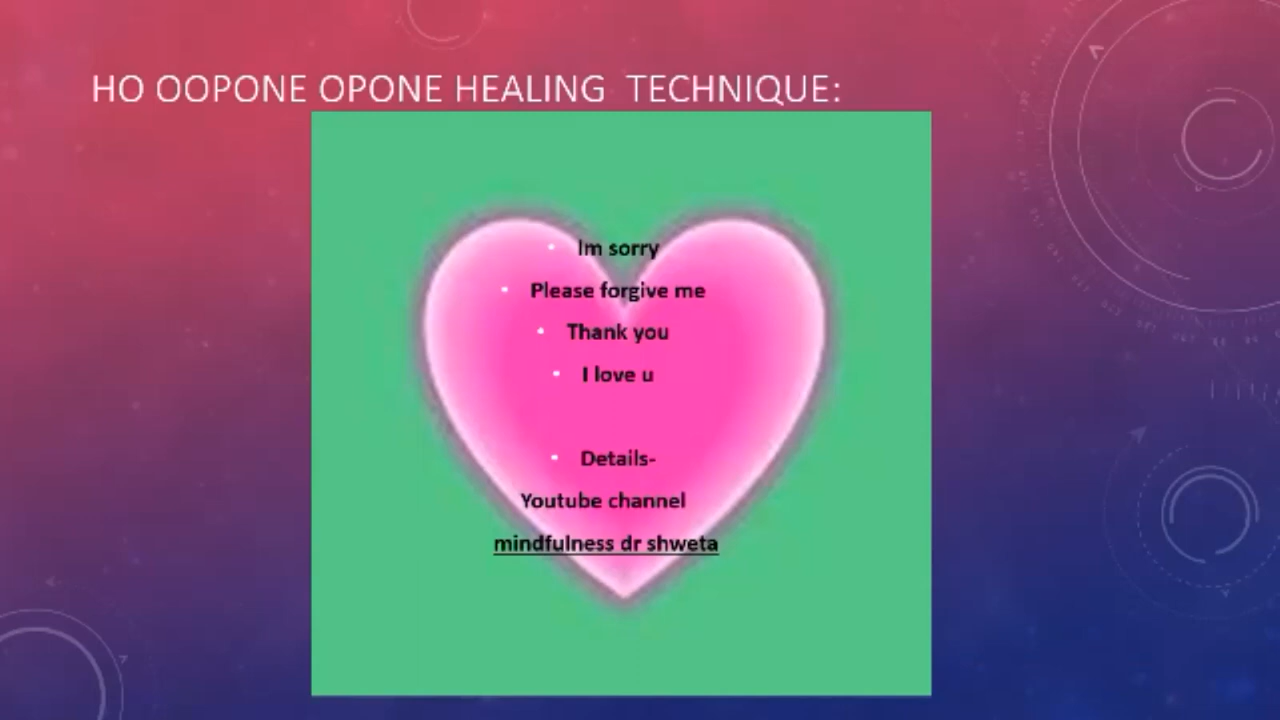 HO OOPONE OPONE HEALING TECHNIQUE:
• Im sorry
• Please forgive me
• Thank you
• I love u
• Details-
Youtube channel
mindfulness dr shweta